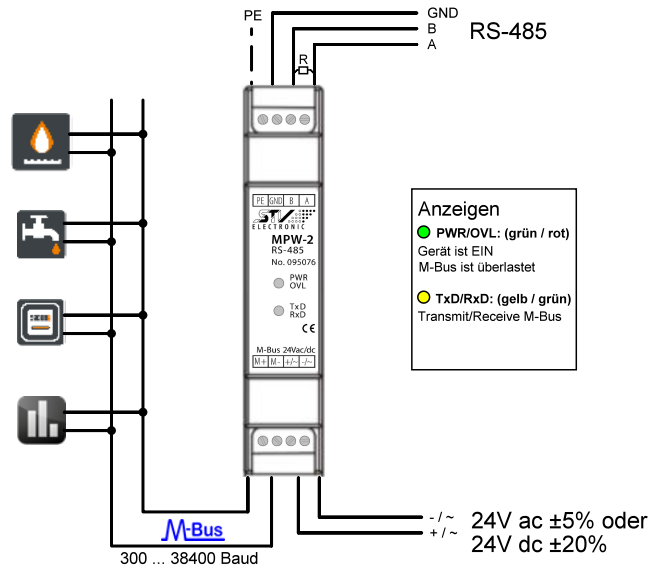 PE
GND
B
A
RS-485
R
PE GND B A
STV
ELECTRONIC
MPW-2
RS-485
No. 095076
PWR
OVL
TxD
RxD
CE
M-Bus 24Vac/dc
M+ M- +/~ -/~
Anzeigen
PWR/OVL: (grün / rot)
Gerät ist EIN
M-Bus ist überlastet
TxD/RxD: (gelb / grün)
Transmit/Receive M-Bus
- / ~
+ / ~
24V ac ±5% oder
24V dc ±20%
M-Bus
300 ... 38400 Baud